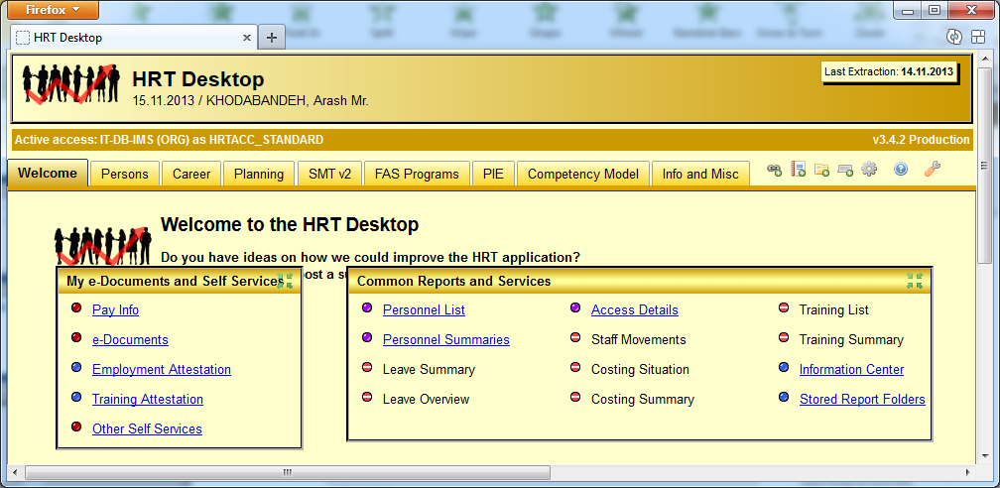 Firefox
HRT Desktop
HRT Desktop
15.11.2013 / KHODABANDEH, Arash Mr.
Last Extraction: 14.11.2013
Active access: IT-DB-IMS (ORG) as HRTACC_STANDARD
v3.4.2 Production
Welcome Persons Career Planning SMT v2 FAS Programs PIE Competency Model Info and Misc
Welcome to the HRT Desktop
Do you have ideas on how we could improve the HRT application?
My e-Documents and Self Services
Pay Info
e-Documents
Employment Attestation
Training Attestation
Other Self Services
Common Reports and Services
Personnel List Access Details Training List
Personnel Summaries Staff Movements Training Summary
Leave Summary Costing Situation Information Center
Leave Overview Costing Summary Stored Report Folders